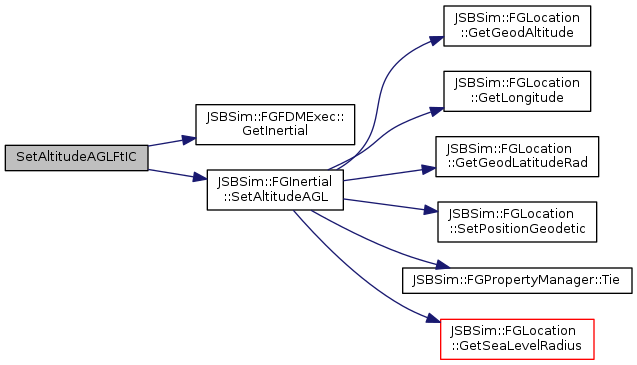 SetAltitudeAGLFtIC
JSBSim::FGFDMExec::
GetInertial
JSBSim::FGInertial
::SetAltitudeAGL
JSBSim::FGLocation
::GetGeodAltitude
JSBSim::FGLocation
::GetLongitude
JSBSim::FGLocation
::GetGeodLatitudeRad
JSBSim::FGLocation
::SetPositionGeodetic
JSBSim::FGPropertyManager::Tie
JSBSim::FGLocation
::GetSeaLevelRadius